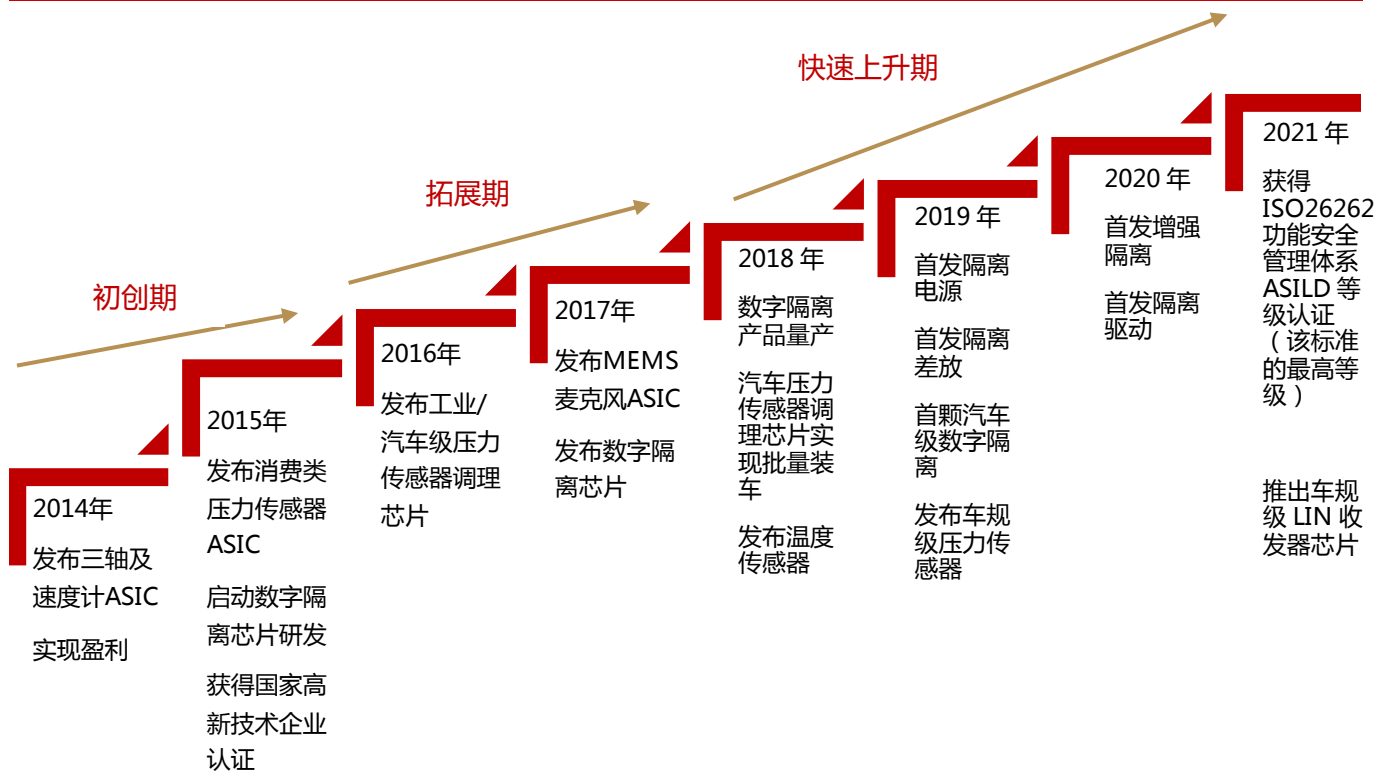 快速上升期
拓展期
初创期
2014年
发布三轴及
速度计ASIC
实现盈利
2015年
发布消费类
压力传感器
ASIC
启动数字隔
离芯片研发
获得国家高
新技术企业
认证
2016年
发布工业/
汽车级压力
传感器调理
芯片
2017年
发布MEMS
麦克风ASIC
发布数字隔
离芯片
2018 年
数字隔离
产品量产
汽车压力
传感器调
理芯片实
现批量装
车
发布温度
传感器
2019 年
首发隔离
电源
首发隔离
差放
首颗汽车
级数字隔
离
发布车规
级压力传
感器
2020 年
首发增强
隔离
首发隔离
驱动
2021 年
获得
ISO26262
功能安全
管理体系
ASILD 等
级认证
（该标准
的最高等
级）
推出车规
级 LIN 收
发器芯片